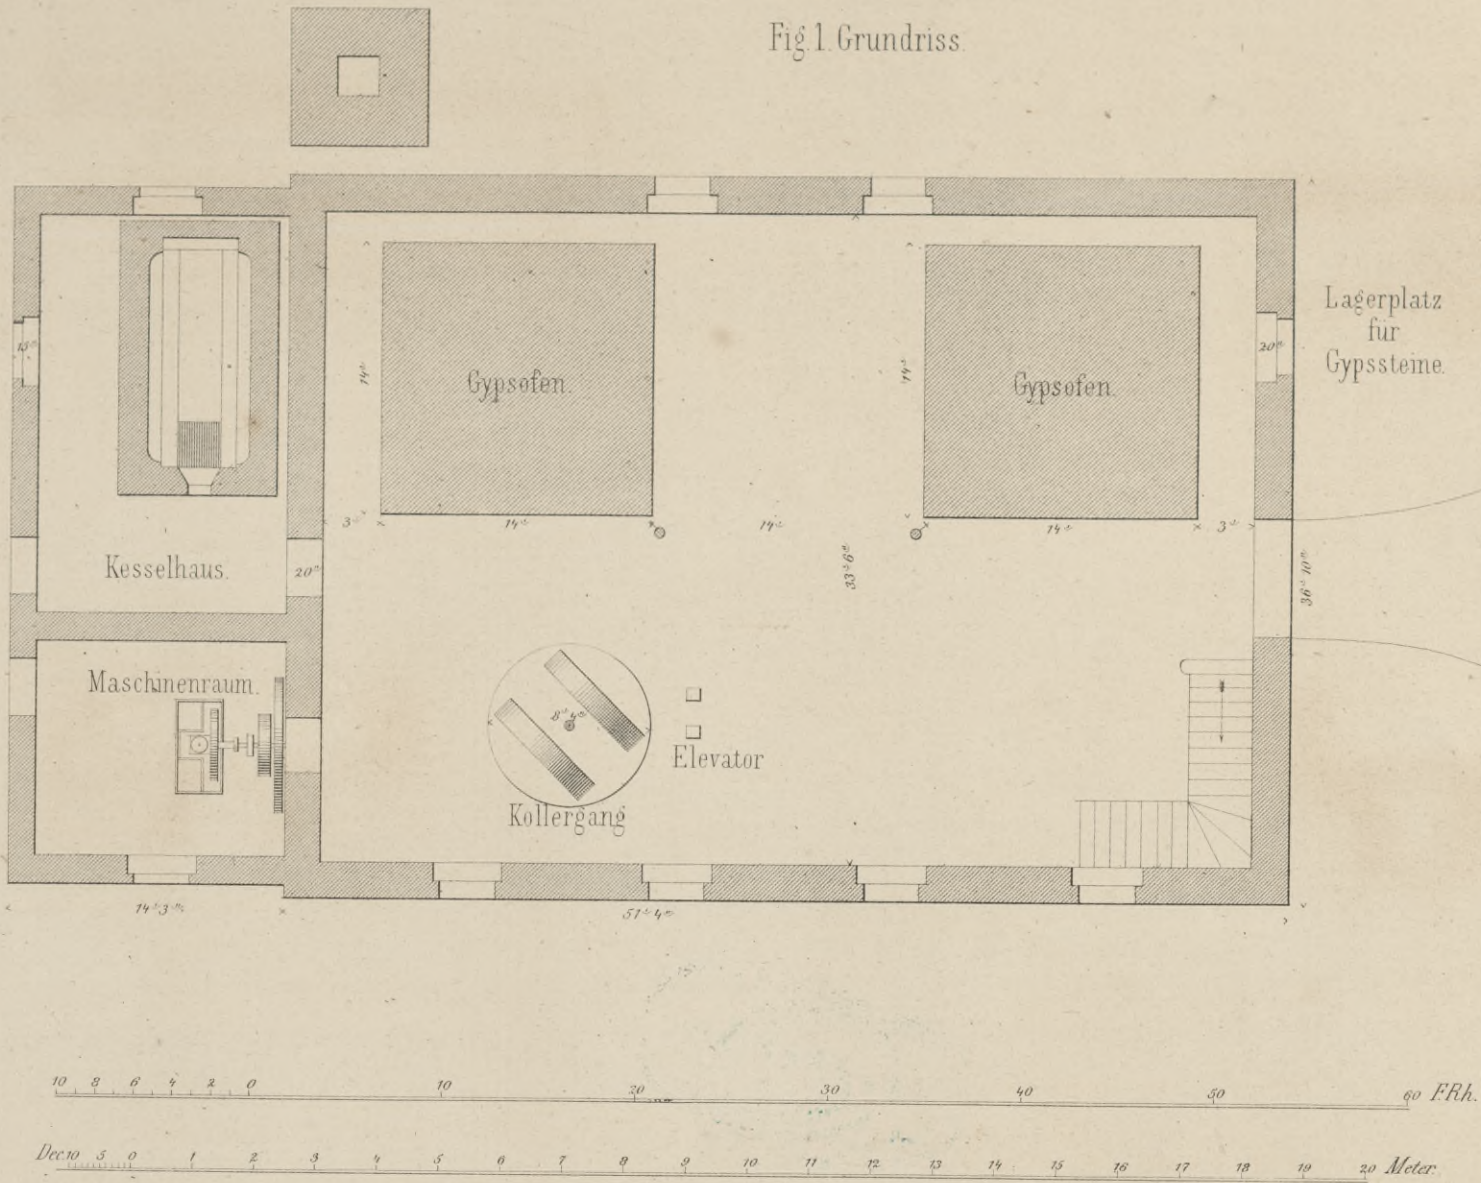 Fig. 1. Grundriss.
Lagerplatz
für
Gypssteine.
15"
20"
14'
Gypsofen.
14'
Gypsofen.
3'
14'
14'
14'
3'
33' 6"
36' 10"
Kesselhaus.
20"
Maschinenraum.
8' 4"
Elevator
Kollergang
14' 3"
51' 4"
10 8 6 4 2 0 10 20 30 40 50 60 F.Rh.
Dec.10 5 0 1 2 3 4 5 6 7 8 9 10 11 12 13 14 15 16 17 18 19 20 Meter.